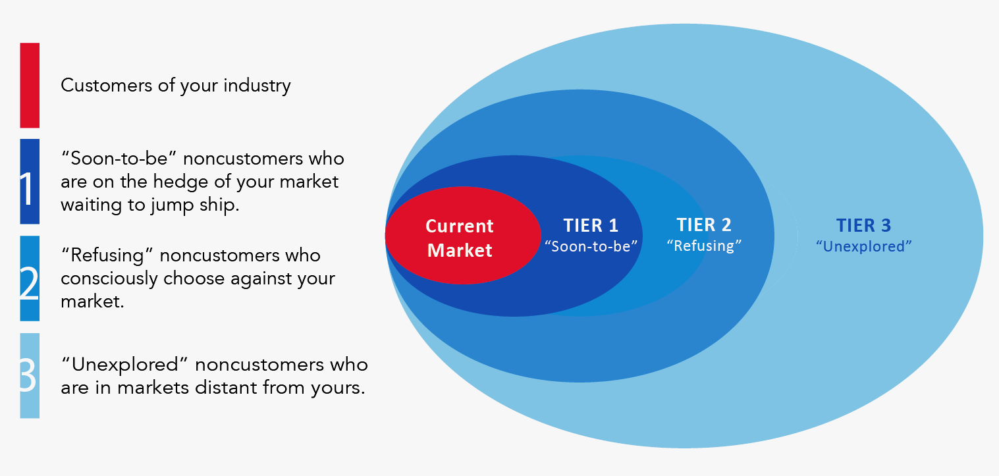 Customers of your industry
1
“Soon-to-be” noncustomers who
are on the hedge of your market
waiting to jump ship.
2
“Refusing” noncustomers who
consciously choose against your
market.
3
“Unexplored” noncustomers who
are in markets distant from yours.
Current
Market
TIER 1
“Soon-to-be”
TIER 2
“Refusing”
TIER 3
“Unexplored”